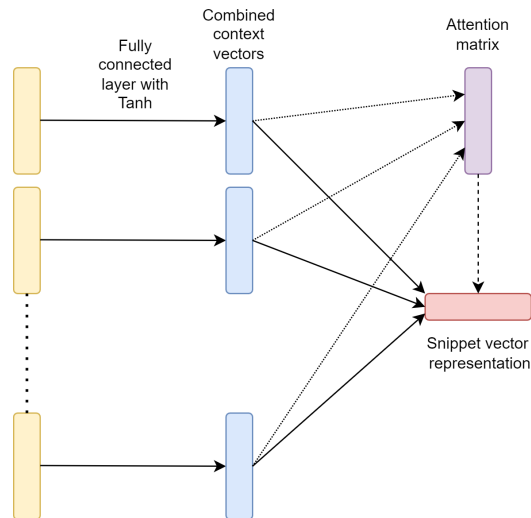 Fully
connected
layer with
Tanh
Combined
context
vectors
Attention
matrix
Snippet vector
representation